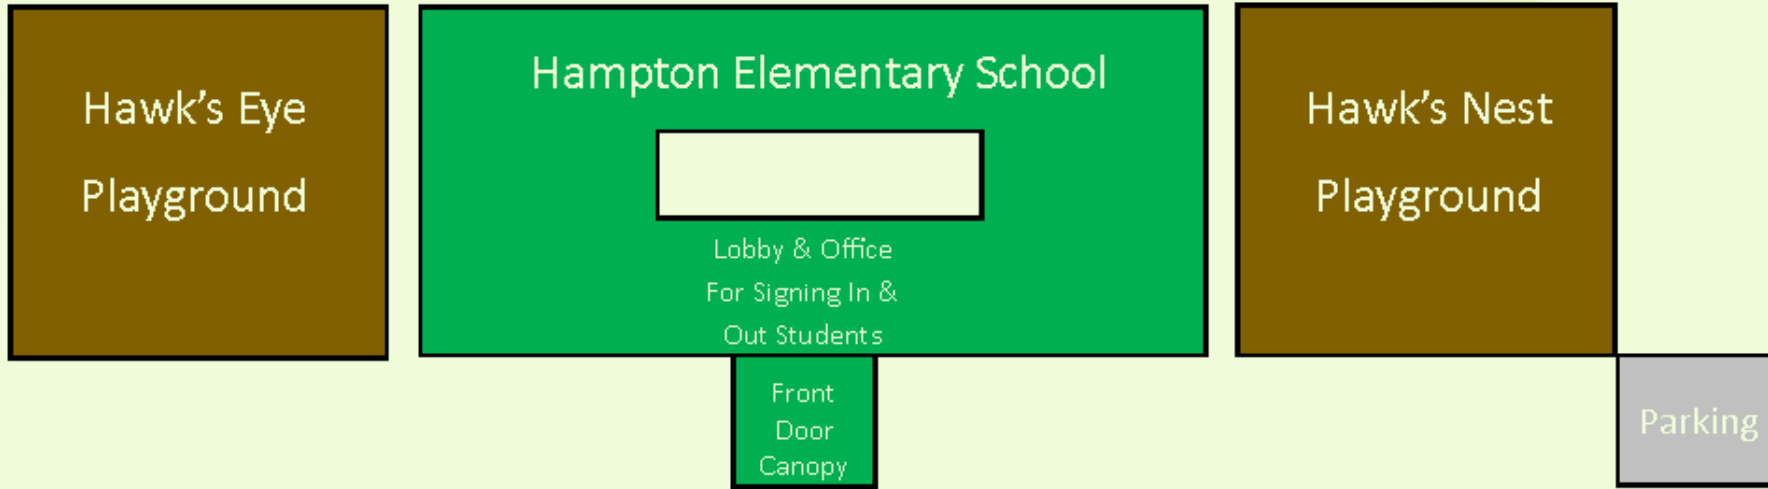 Hawk's Eye
Playground
Hampton Elementary School
Lobby & Office
For Signing In &
Out Students
Front
Door
Canopy
Hawk's Nest
Playground
Parking